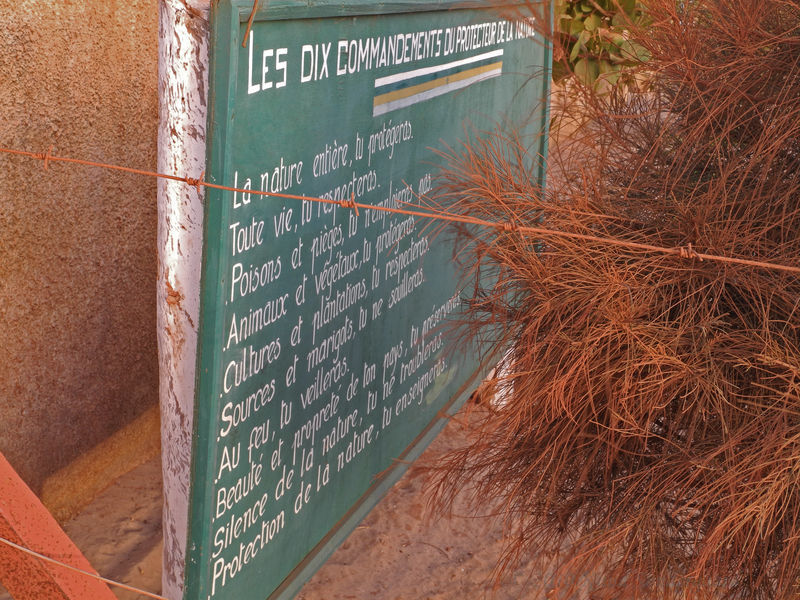 LES DIX COMMANDEMENTS DU PROTECTEUR DE LA NATURE
.La nature entière, tu protégeras.
.Toute vie, tu respecteras.
.Poisons et pièges, tu n'emploieras pas.
.Animaux et végétaux, tu protégeras.
.Cultures et plantations, tu respecteras.
.Sources et marigots, tu ne souilleras.
.Au feu, tu veilleras.
.Beauté et propreté de ton pays, tu préserveras
.Silence de la nature, tu ne troubleras.
.Protection de la nature, tu enseigneras.